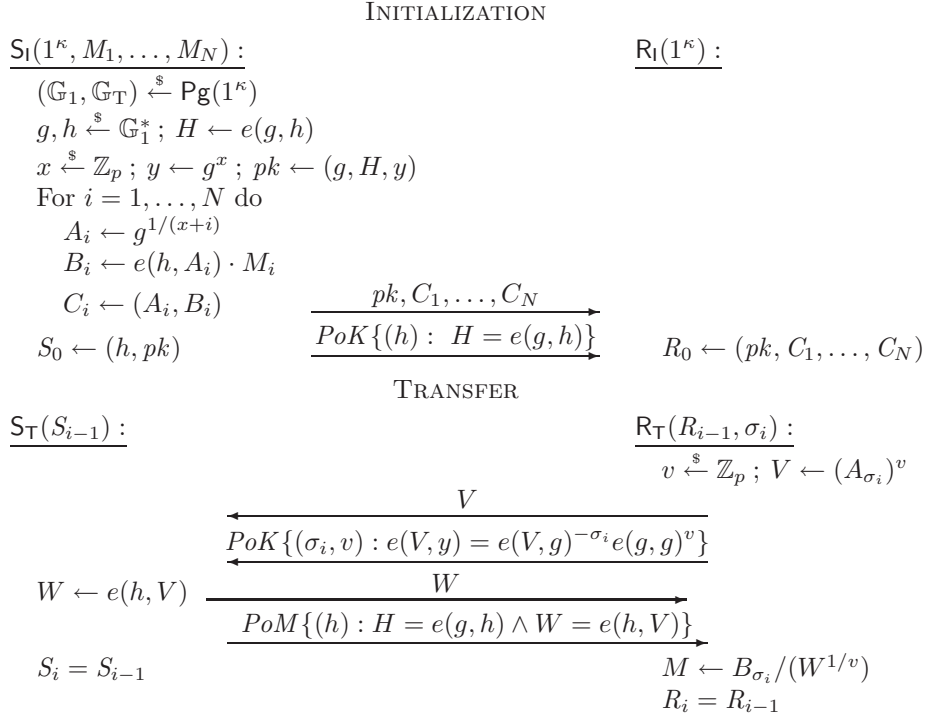 INITIALIZATION
S_I(1^κ, M_1, . . . , M_N) : R_I(1^κ) :
(𝔾_1, 𝔾_T) ←$ Pg(1^κ)
g, h ←$ 𝔾_1^* ; H ← e(g, h)
x ←$ ℤ_p ; y ← g^x ; pk ← (g, H, y)
For i = 1, . . . , N do
A_i ← g^{1/(x+i)}
B_i ← e(h, A_i) · M_i
C_i ← (A_i, B_i) pk, C_1, . . . , C_N
S_0 ← (h, pk) PoK{(h) : H = e(g, h)} R_0 ← (pk, C_1, . . . , C_N)
TRANSFER
S_T(S_{i−1}) : R_T(R_{i−1}, σ_i) :
v ←$ ℤ_p ; V ← (A_{σ_i})^v
V
PoK{(σ_i, v) : e(V, y) = e(V, g)^{−σ_i} e(g, g)^v}
W ← e(h, V) W
PoM{(h) : H = e(g, h) ∧ W = e(h, V)}
S_i = S_{i−1} M ← B_{σ_i}/(W^{1/v})
R_i = R_{i−1}